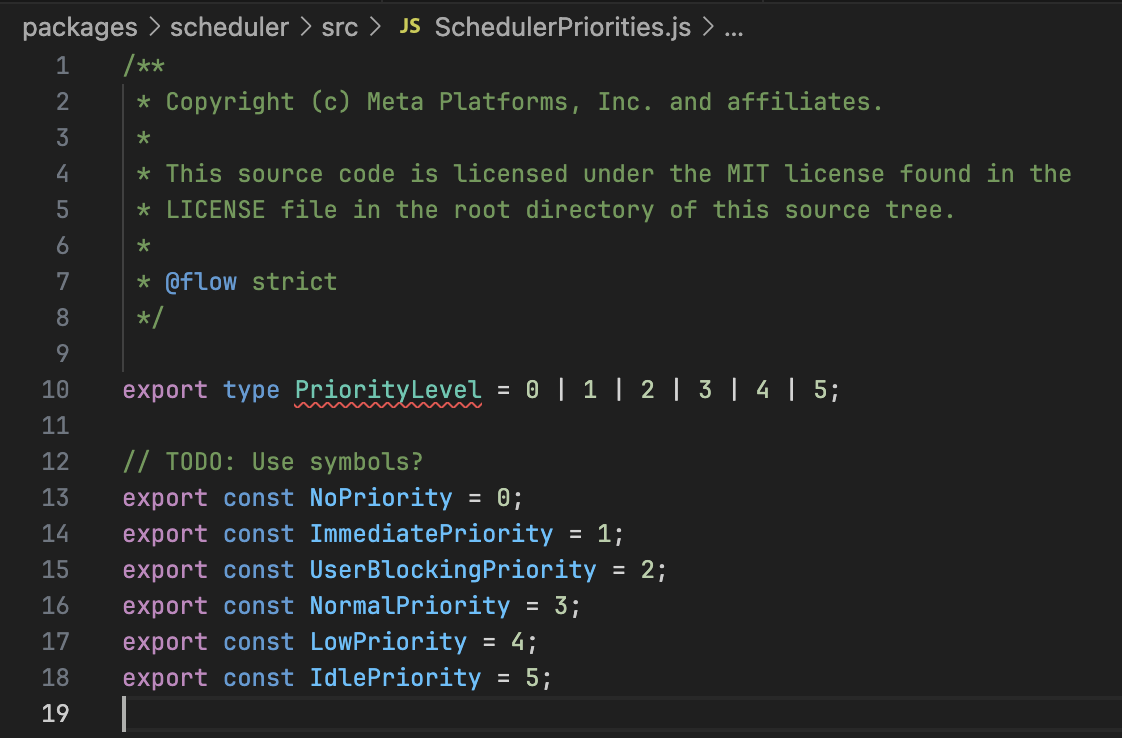 packages > scheduler > src > JS SchedulerPriorities.js > ...
1 /**
2  * Copyright (c) Meta Platforms, Inc. and affiliates.
3  *
4  * This source code is licensed under the MIT license found in the
5  * LICENSE file in the root directory of this source tree.
6  *
7  * @flow strict
8  */
9
10 export type PriorityLevel = 0 | 1 | 2 | 3 | 4 | 5;
11
12 // TODO: Use symbols?
13 export const NoPriority = 0;
14 export const ImmediatePriority = 1;
15 export const UserBlockingPriority = 2;
16 export const NormalPriority = 3;
17 export const LowPriority = 4;
18 export const IdlePriority = 5;
19